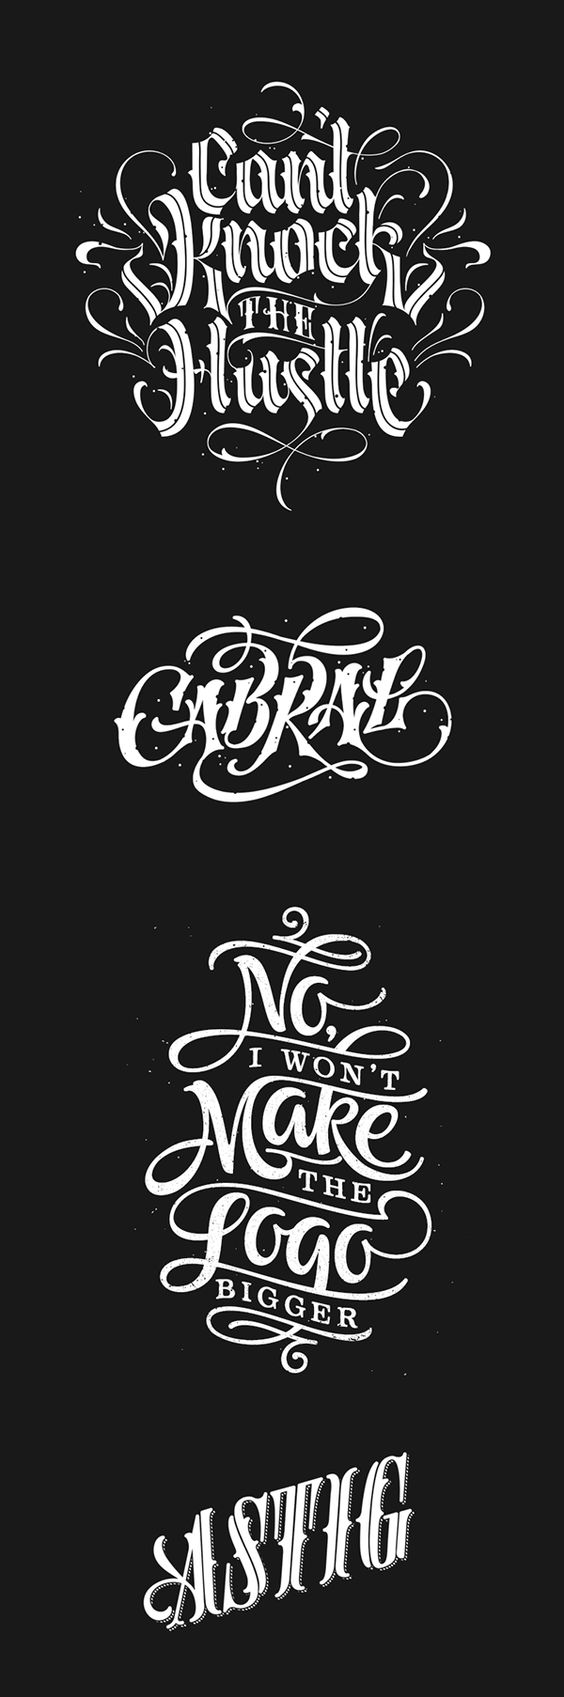 Can't
Knock
THE
Hustle
CABRAL
No,
I WON'T
Make
THE
Logo
BIGGER
ASTIG